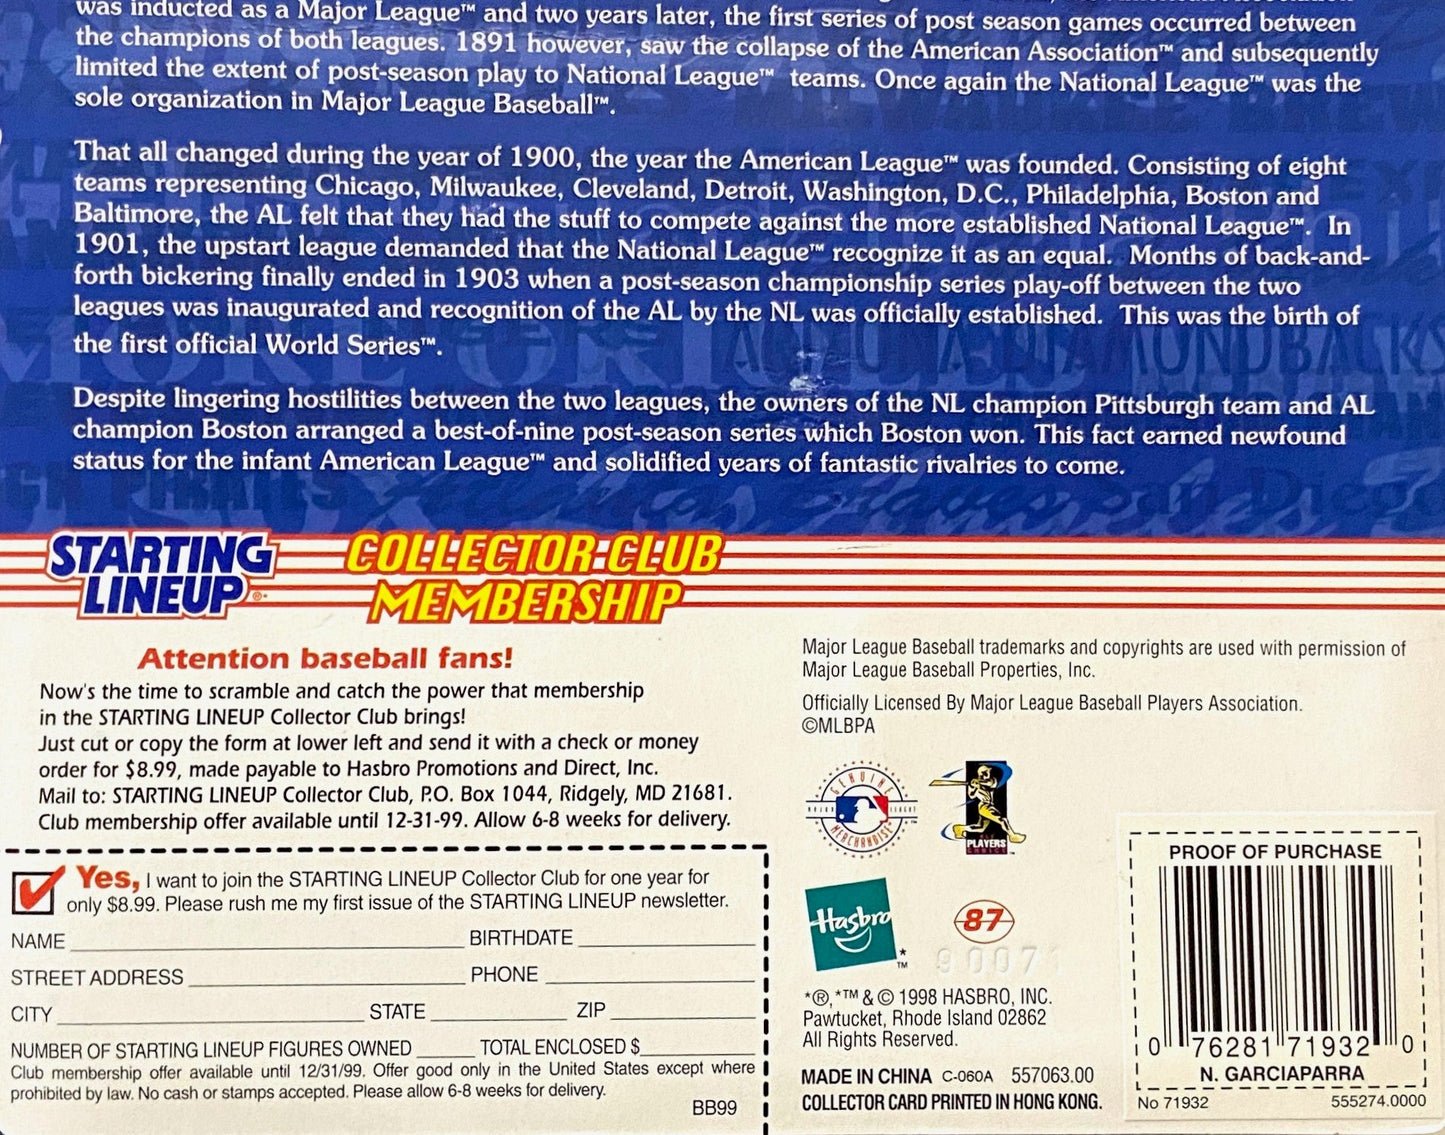 was inducted as a Major League™ and two years later, the first series of post season games occurred between
the champions of both leagues. 1891 however, saw the collapse of the American Association™ and subsequently
limited the extent of post-season play to National League™ teams. Once again the National League™ was the
sole organization in Major League Baseball™.
That all changed during the year of 1900, the year the American League™ was founded. Consisting of eight
teams representing Chicago, Milwaukee, Cleveland, Detroit, Washington, D.C., Philadelphia, Boston and
Baltimore, the AL felt that they had the stuff to compete against the more established National League™. In
1901, the upstart league demanded that the National League™ recognize it as an equal. Months of back-and-
forth bickering finally ended in 1903 when a post-season championship series play-off between the two
leagues was inaugurated and recognition of the AL by the NL was officially established. This was the birth of
the first official World Series™.
Despite lingering hostilities between the two leagues, the owners of the NL champion Pittsburgh team and AL
champion Boston arranged a best-of-nine post-season series which Boston won. This fact earned newfound
status for the infant American League™ and solidified years of fantastic rivalries to come.
STARTING
LINEUP®
COLLECTOR CLUB
MEMBERSHIP
Attention baseball fans!
Now's the time to scramble and catch the power that membership
in the STARTING LINEUP Collector Club brings!
Just cut or copy the form at lower left and send it with a check or money
order for $8.99, made payable to Hasbro Promotions and Direct, Inc.
Mail to: STARTING LINEUP Collector Club, P.O. Box 1044, Ridgely, MD 21681.
Club membership offer available until 12-31-99. Allow 6-8 weeks for delivery.
Yes, I want to join the STARTING LINEUP Collector Club for one year for
only $8.99. Please rush me my first issue of the STARTING LINEUP newsletter.
NAME BIRTHDATE
STREET ADDRESS PHONE
CITY STATE ZIP
NUMBER OF STARTING LINEUP FIGURES OWNED TOTAL ENCLOSED $
Club membership offer available until 12/31/99. Offer good only in the United States except where
prohibited by law. No cash or stamps accepted. Please allow 6-8 weeks for delivery.
BB99
Major League Baseball trademarks and copyrights are used with permission of
Major League Baseball Properties, Inc.
Officially Licensed By Major League Baseball Players Association.
©MLBPA
GENUINE
MAJOR LEAGUE
MERCHANDISE
PLAYERS
CHOICE
Hasbro
*™
87
90071
*®,*™ & © 1998 HASBRO, INC.
Pawtucket, Rhode Island 02862
All Rights Reserved.
MADE IN CHINA C-060A 557063.00
COLLECTOR CARD PRINTED IN HONG KONG.
PROOF OF PURCHASE
0 76281 71932 0
N. GARCIAPARRA
No 71932 555274.0000